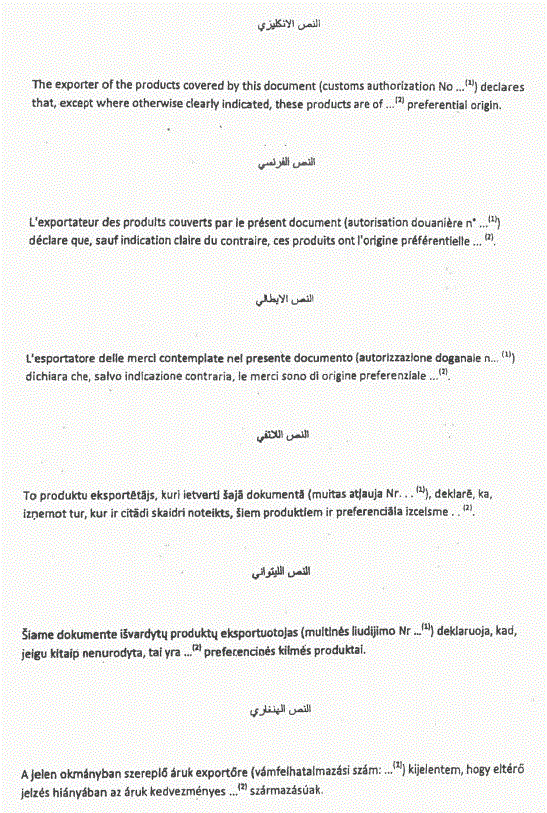 النص الانكليزي
The exporter of the products covered by this document (customs authorization No ...(1)) declares
that, except where otherwise clearly indicated, these products are of ...(2) preferential origin.
النص الفرنسي
L'exportateur des produits couverts par le présent document (autorisation douanière n° ...(1))
déclare que, sauf indication claire du contraire, ces produits ont l'origine préférentielle ... (2).
النص الايطالي
L'esportatore delle merci contemplate nel presente documento (autorizzazione doganale n... (1))
dichiara che, salvo indicazione contraria, le merci sono di origine preferenziale ...(2).
النص اللاتفي
To produktu eksportētājs, kuri ietverti šajā dokumentā (muitas atļauja Nr. . . (1)), deklarē, ka,
izņemot tur, kur ir citādi skaidri noteikts, šiem produktiem ir preferenciāla izcelsme . . (2).
النص الليتواني
Šiame dokumente išvardytų produktų eksportuotojas (muitinės liudijimo Nr ...(1)) deklaruoja, kad,
jeigu kitaip nenurodyta, tai yra ...(2) preferencinės kilmės produktai.
النص الهنغاري
A jelen okmányban szereplő áruk exportőre (vámfelhatalmazási szám: ...(1)) kijelentem, hogy eltérő
jelzés hiányában az áruk kedvezményes ...(2) származásúak.